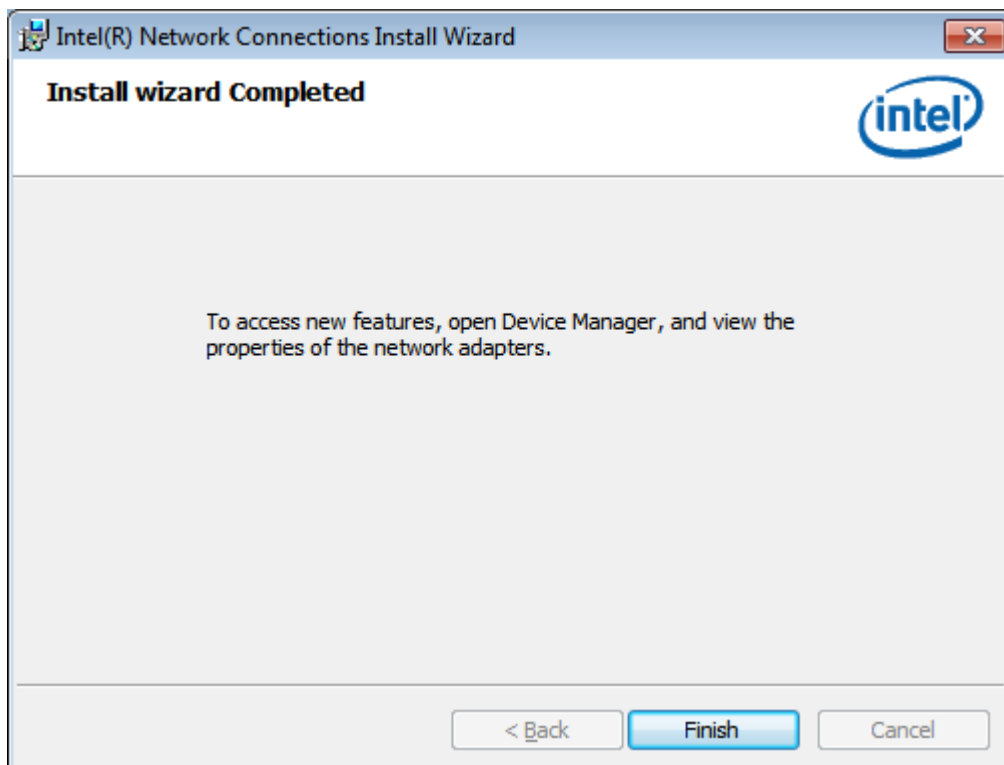 Intel(R) Network Connections Install Wizard
Install wizard Completed
intel
To access new features, open Device Manager, and view the
properties of the network adapters.
< Back
Finish
Cancel